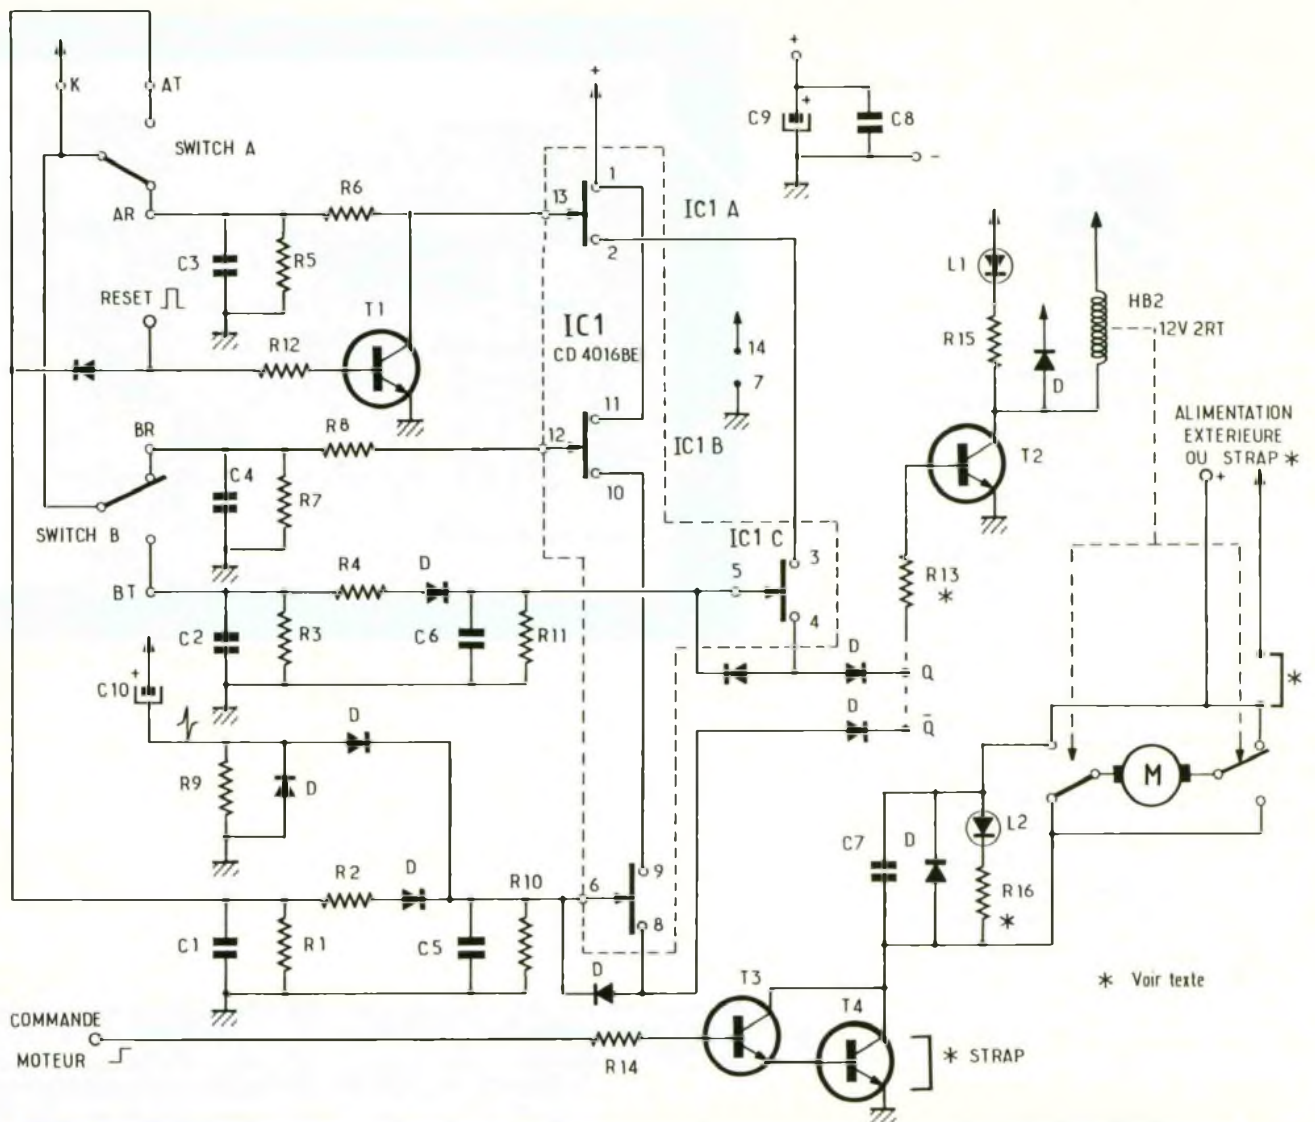 K
AT
SWITCH A
AR
C3
R5
R6
RESET
R12
T1
13
1
2
IC1 A
IC1
CD 4016BE
11
12
10
IC1 B
14
7
+
+
+
C9
C8
-
BR
C4
R7
R8
SWITCH B
BT
C2
R3
R4
D
C6
R11
5
IC1 C
3
4
D
Q
D
Q̄
L1
R15
D
HB2
12V 2RT
T2
R13
*
ALIMENTATION
EXTERIEURE
OU STRAP *
+
*
+
C10
R9
D
D
R2
D
R10
C1
R1
C5
6
9
8
D
M
C7
D
L2
R16
*
* Voir texte
COMMANDE
MOTEUR
R14
T3
T4
* STRAP